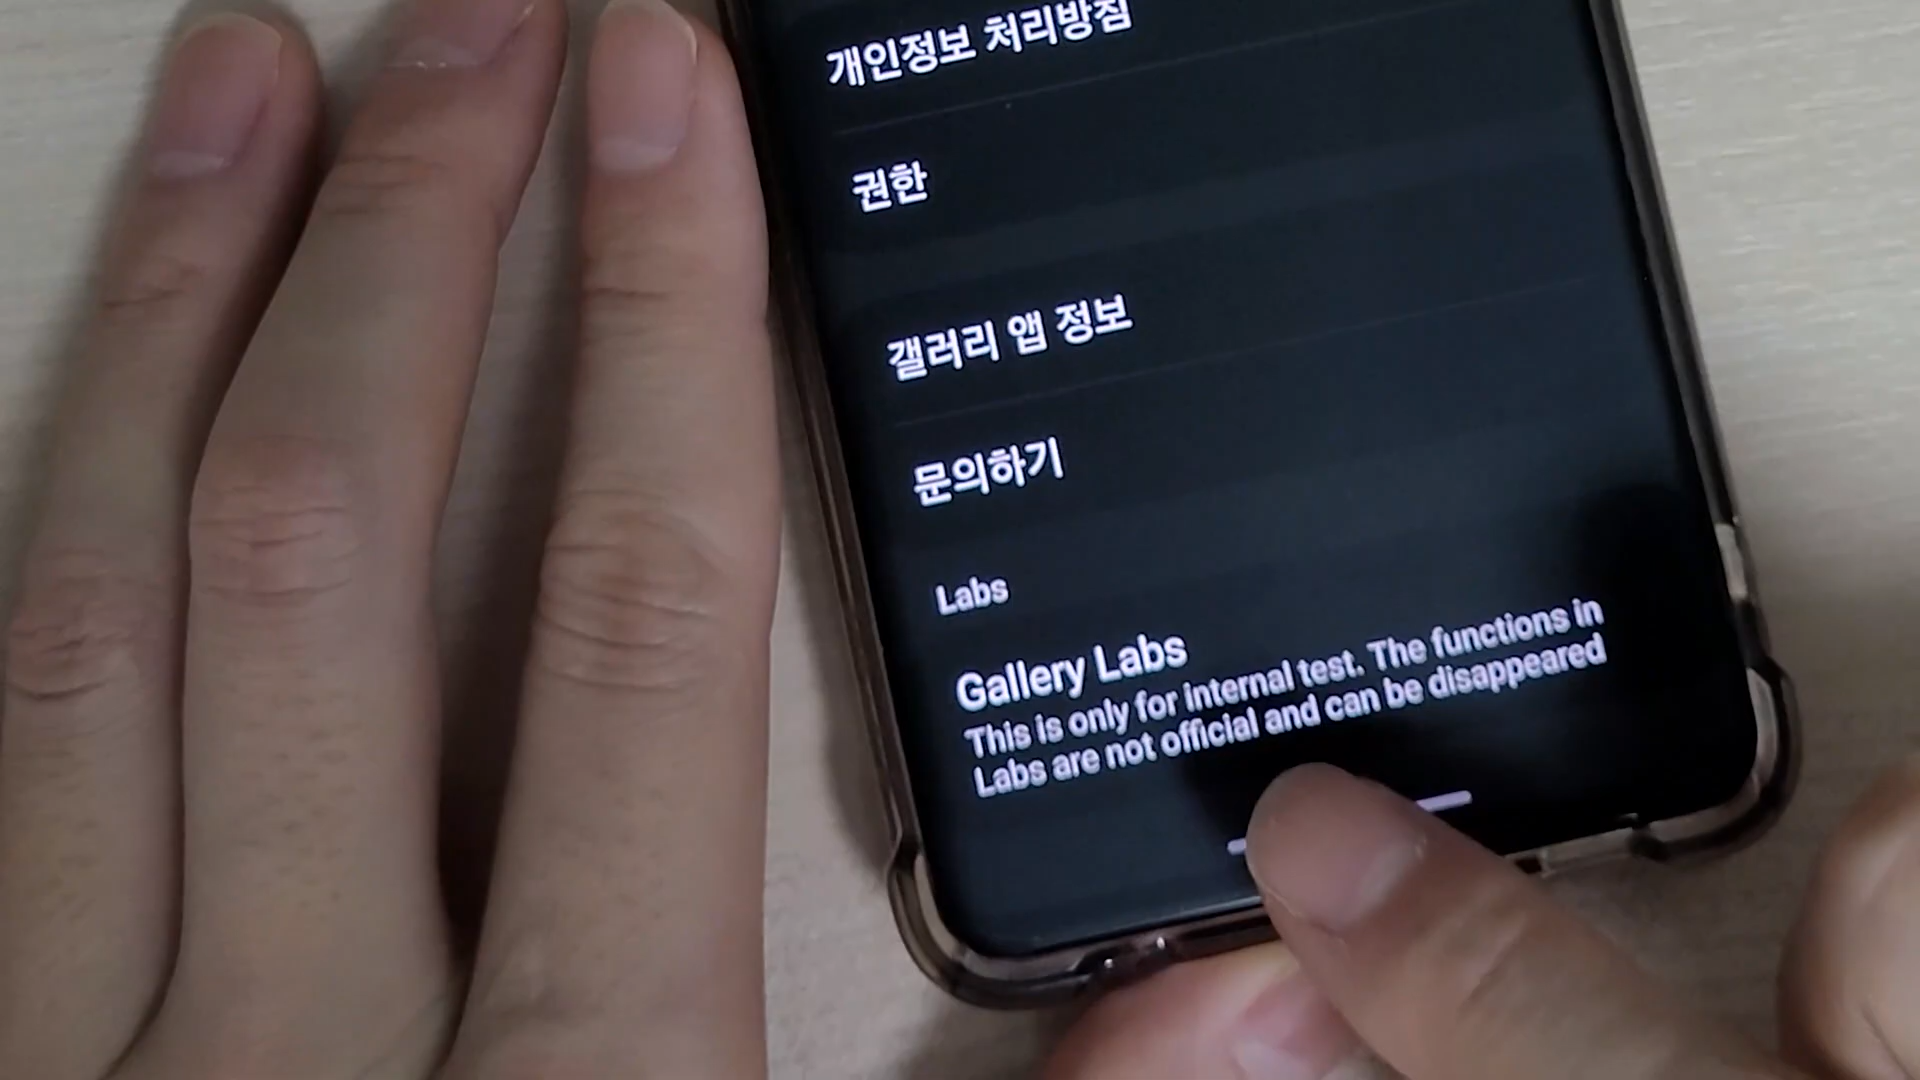 개인정보 처리방침
권한
갤러리 앱 정보
문의하기
Labs
Gallery Labs
This is only for internal test. The functions in
Labs are not official and can be disappeared